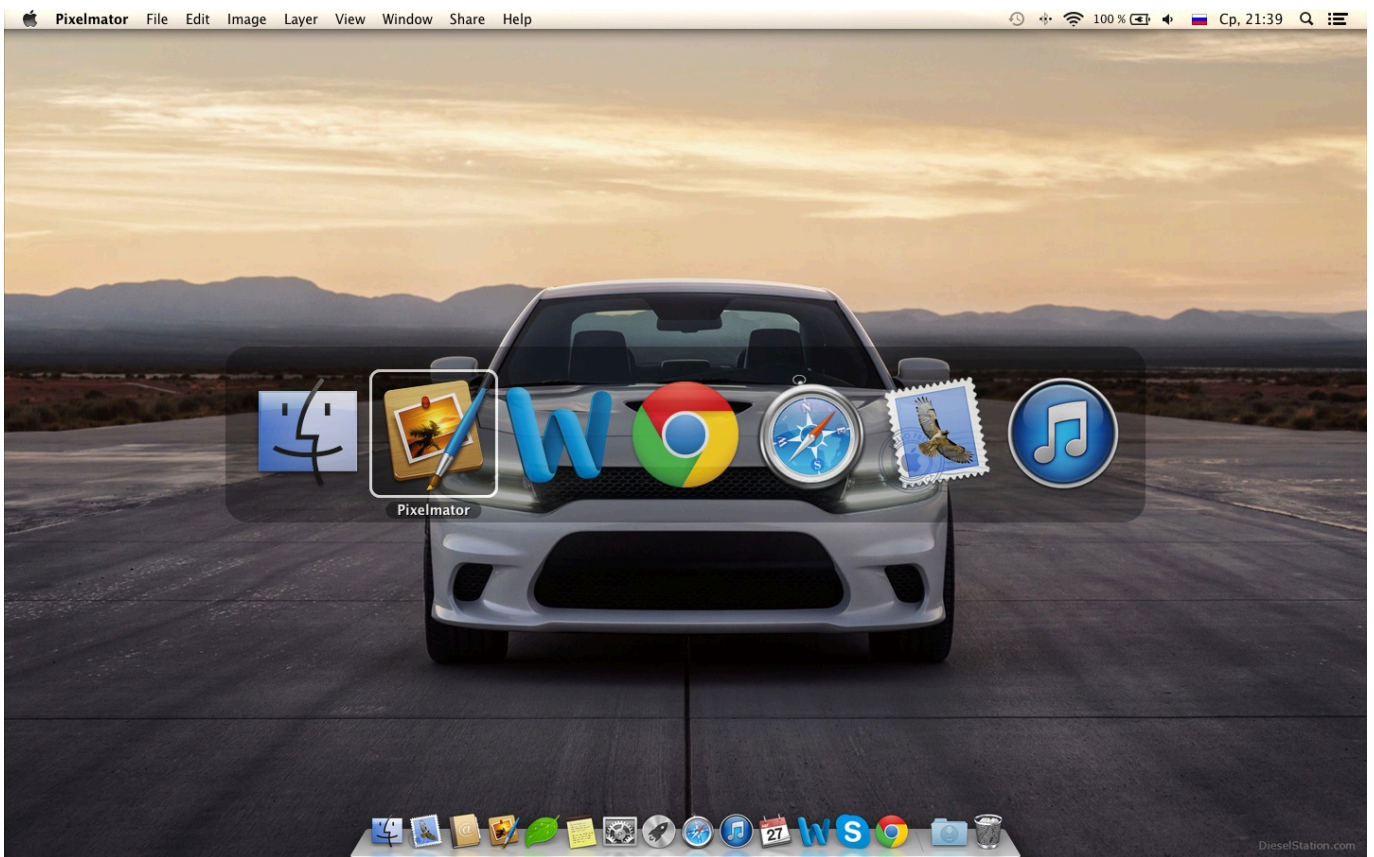 Pixelmator File Edit Image Layer View Window Share Help 100 % Ср, 21:39
N
W E
S
Pixelmator
@
27
S
DieselStation.com